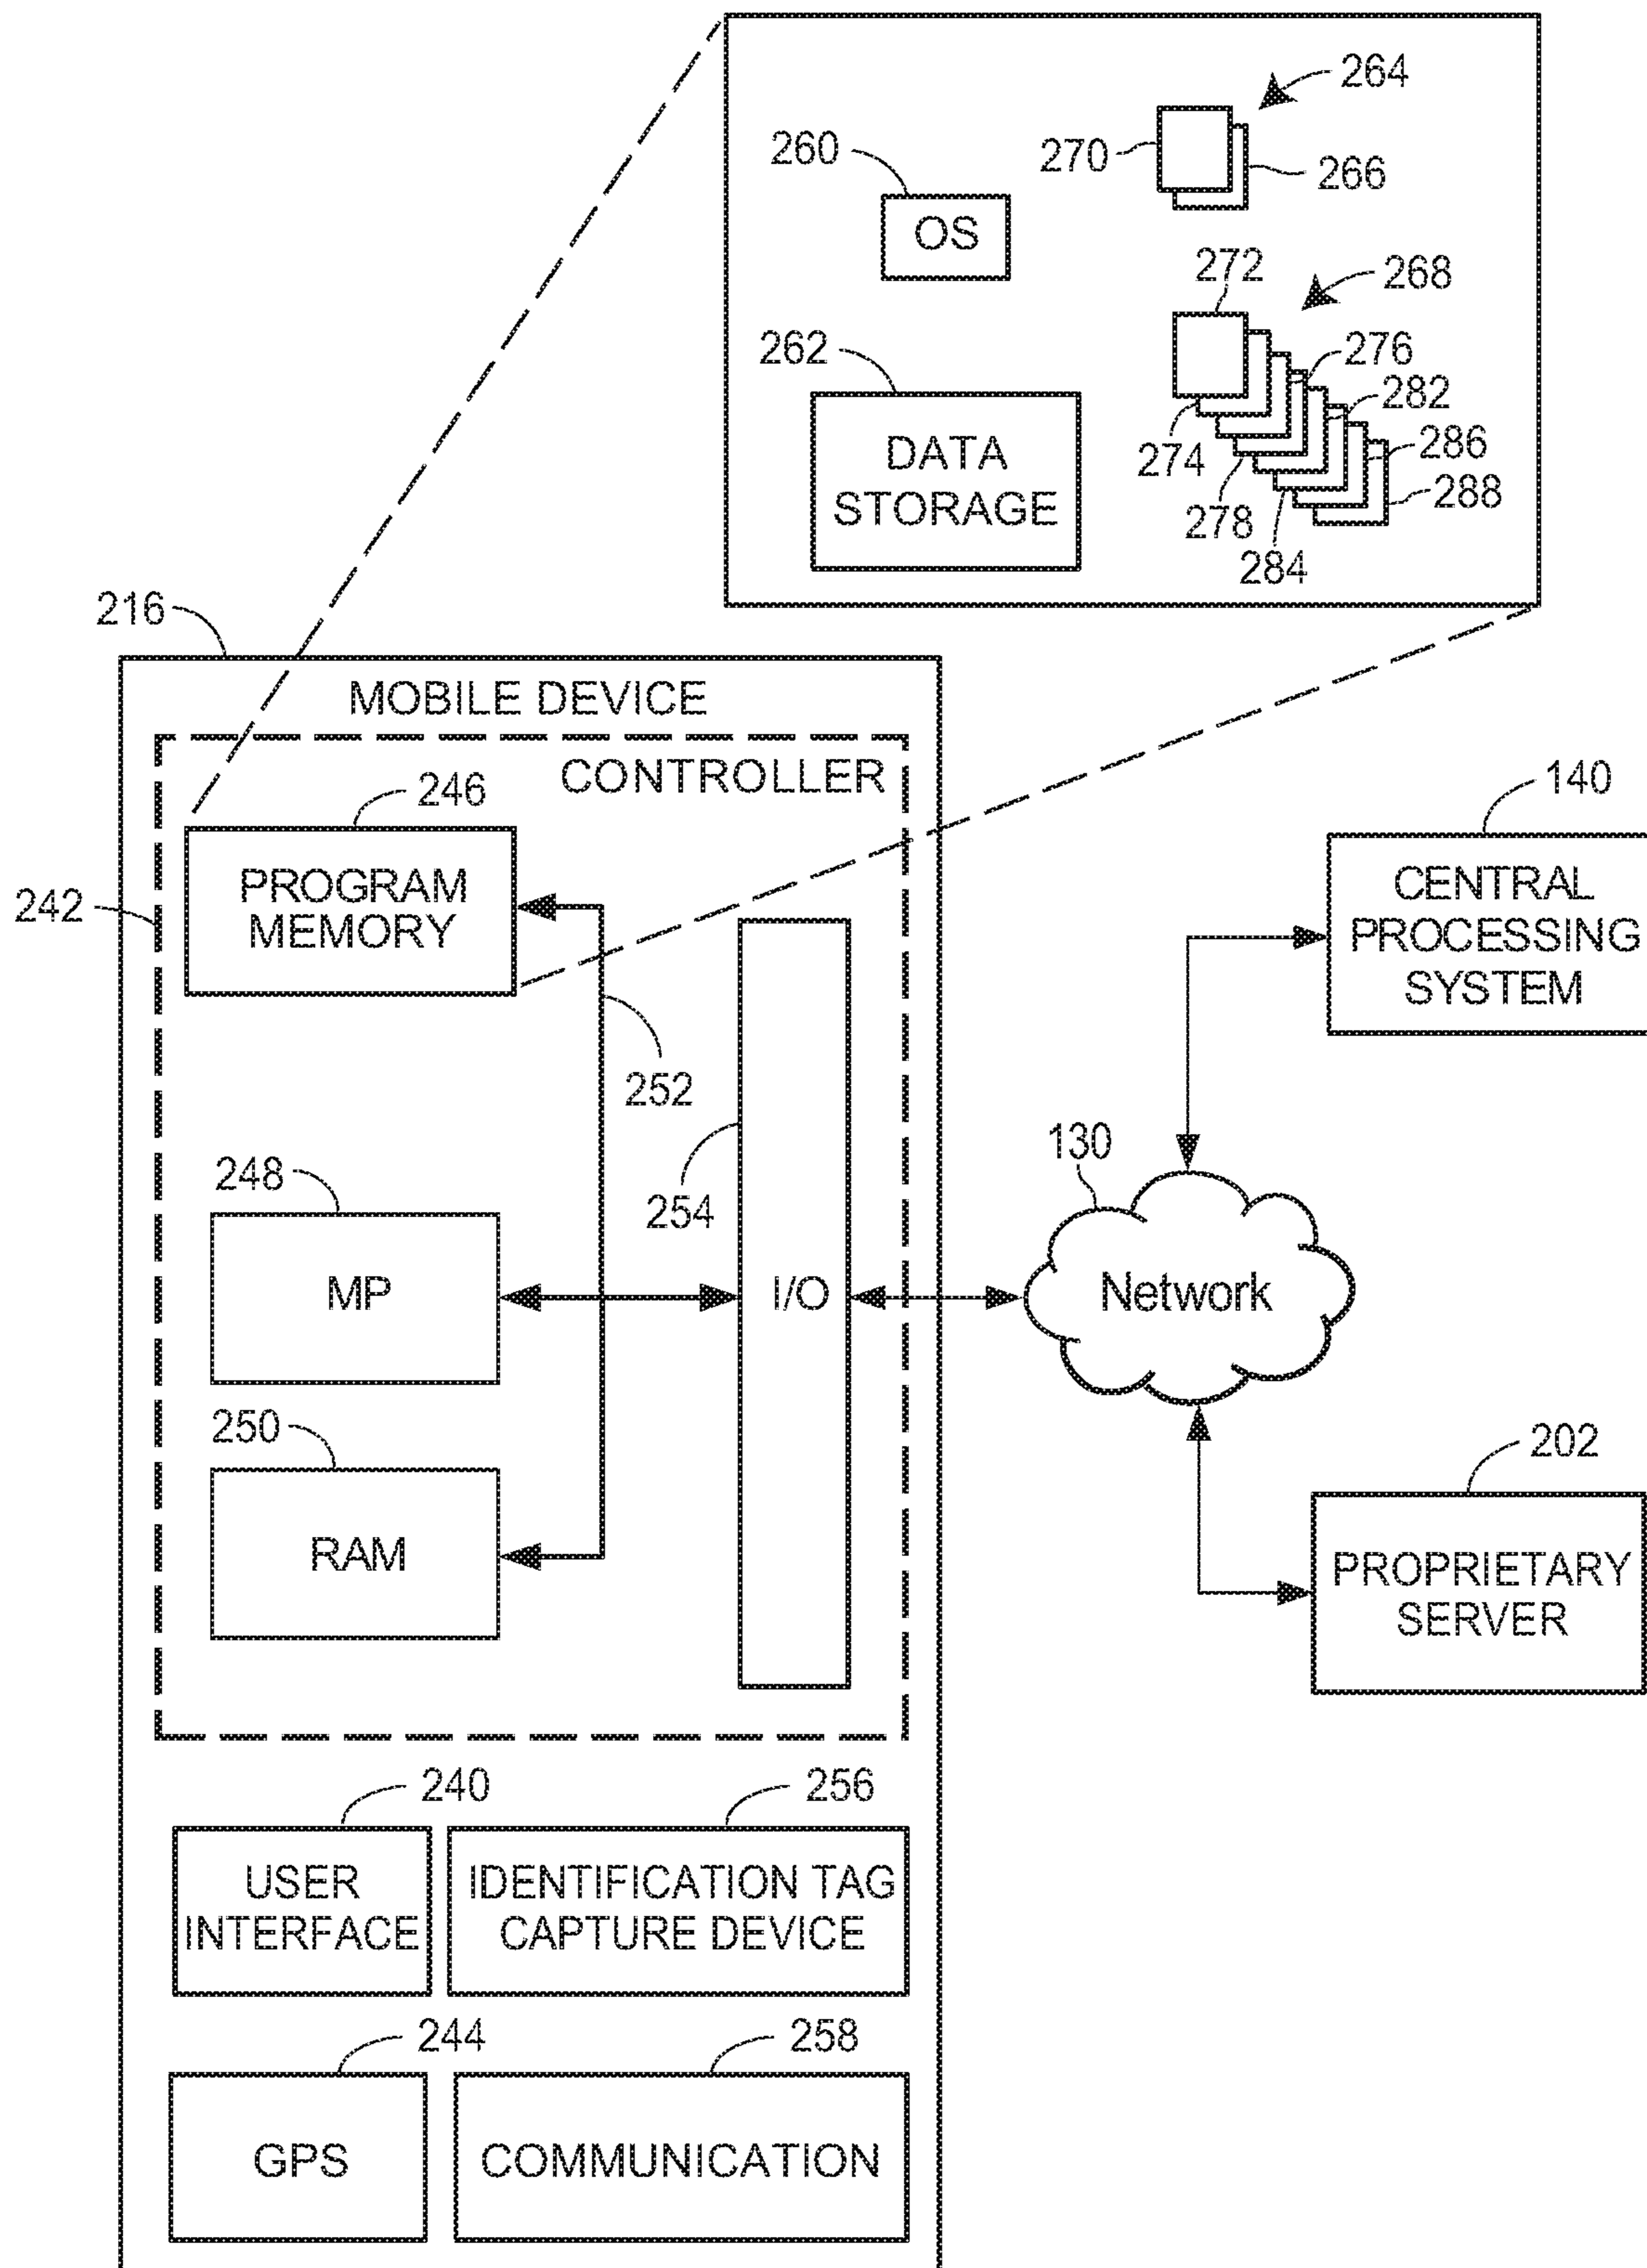 264
270
266
260
OS
272
268
262
276
282
DATA
STORAGE
274
286
278
288
284
216
MOBILE DEVICE
CONTROLLER
246
PROGRAM
MEMORY
242
252
140
CENTRAL
PROCESSING
SYSTEM
248
MP
254
I/O
130
Network
250
RAM
202
PROPRIETARY
SERVER
240
USER
INTERFACE
256
IDENTIFICATION TAG
CAPTURE DEVICE
244
GPS
258
COMMUNICATION